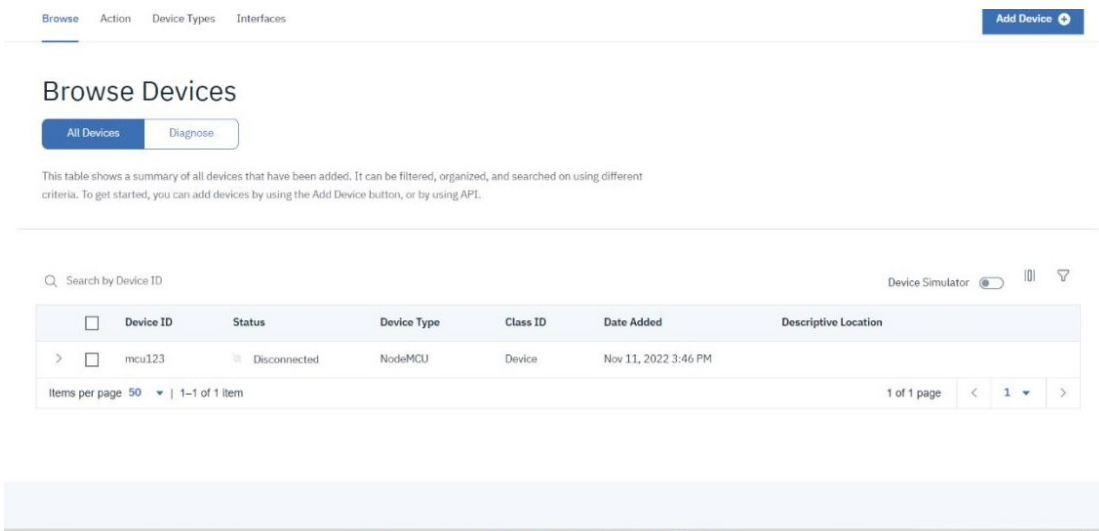 Browse Action Device Types Interfaces Add Device
Browse Devices
All Devices Diagnose
This table shows a summary of all devices that have been added. It can be filtered, organized, and searched on using different
criteria. To get started, you can add devices by using the Add Device button, or by using API.
Search by Device ID Device Simulator
Device ID Status Device Type Class ID Date Added Descriptive Location
mcu123 Disconnected NodeMCU Device Nov 11, 2022 3:46 PM
Items per page 50 | 1–1 of 1 item 1 of 1 page 1